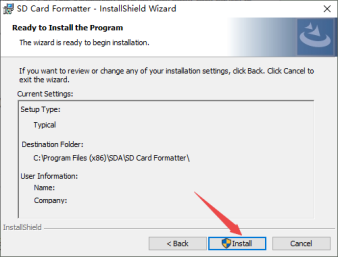 SD Card Formatter - InstallShield Wizard
Ready to Install the Program
The wizard is ready to begin installation.
If you want to review or change any of your installation settings, click Back. Click Cancel to
exit the wizard.
Current Settings:
Setup Type:
Typical
Destination Folder:
C:\Program Files (x86)\SDA\SD Card Formatter\
User Information:
Name:
Company:
InstallShield
< Back
Install
Cancel